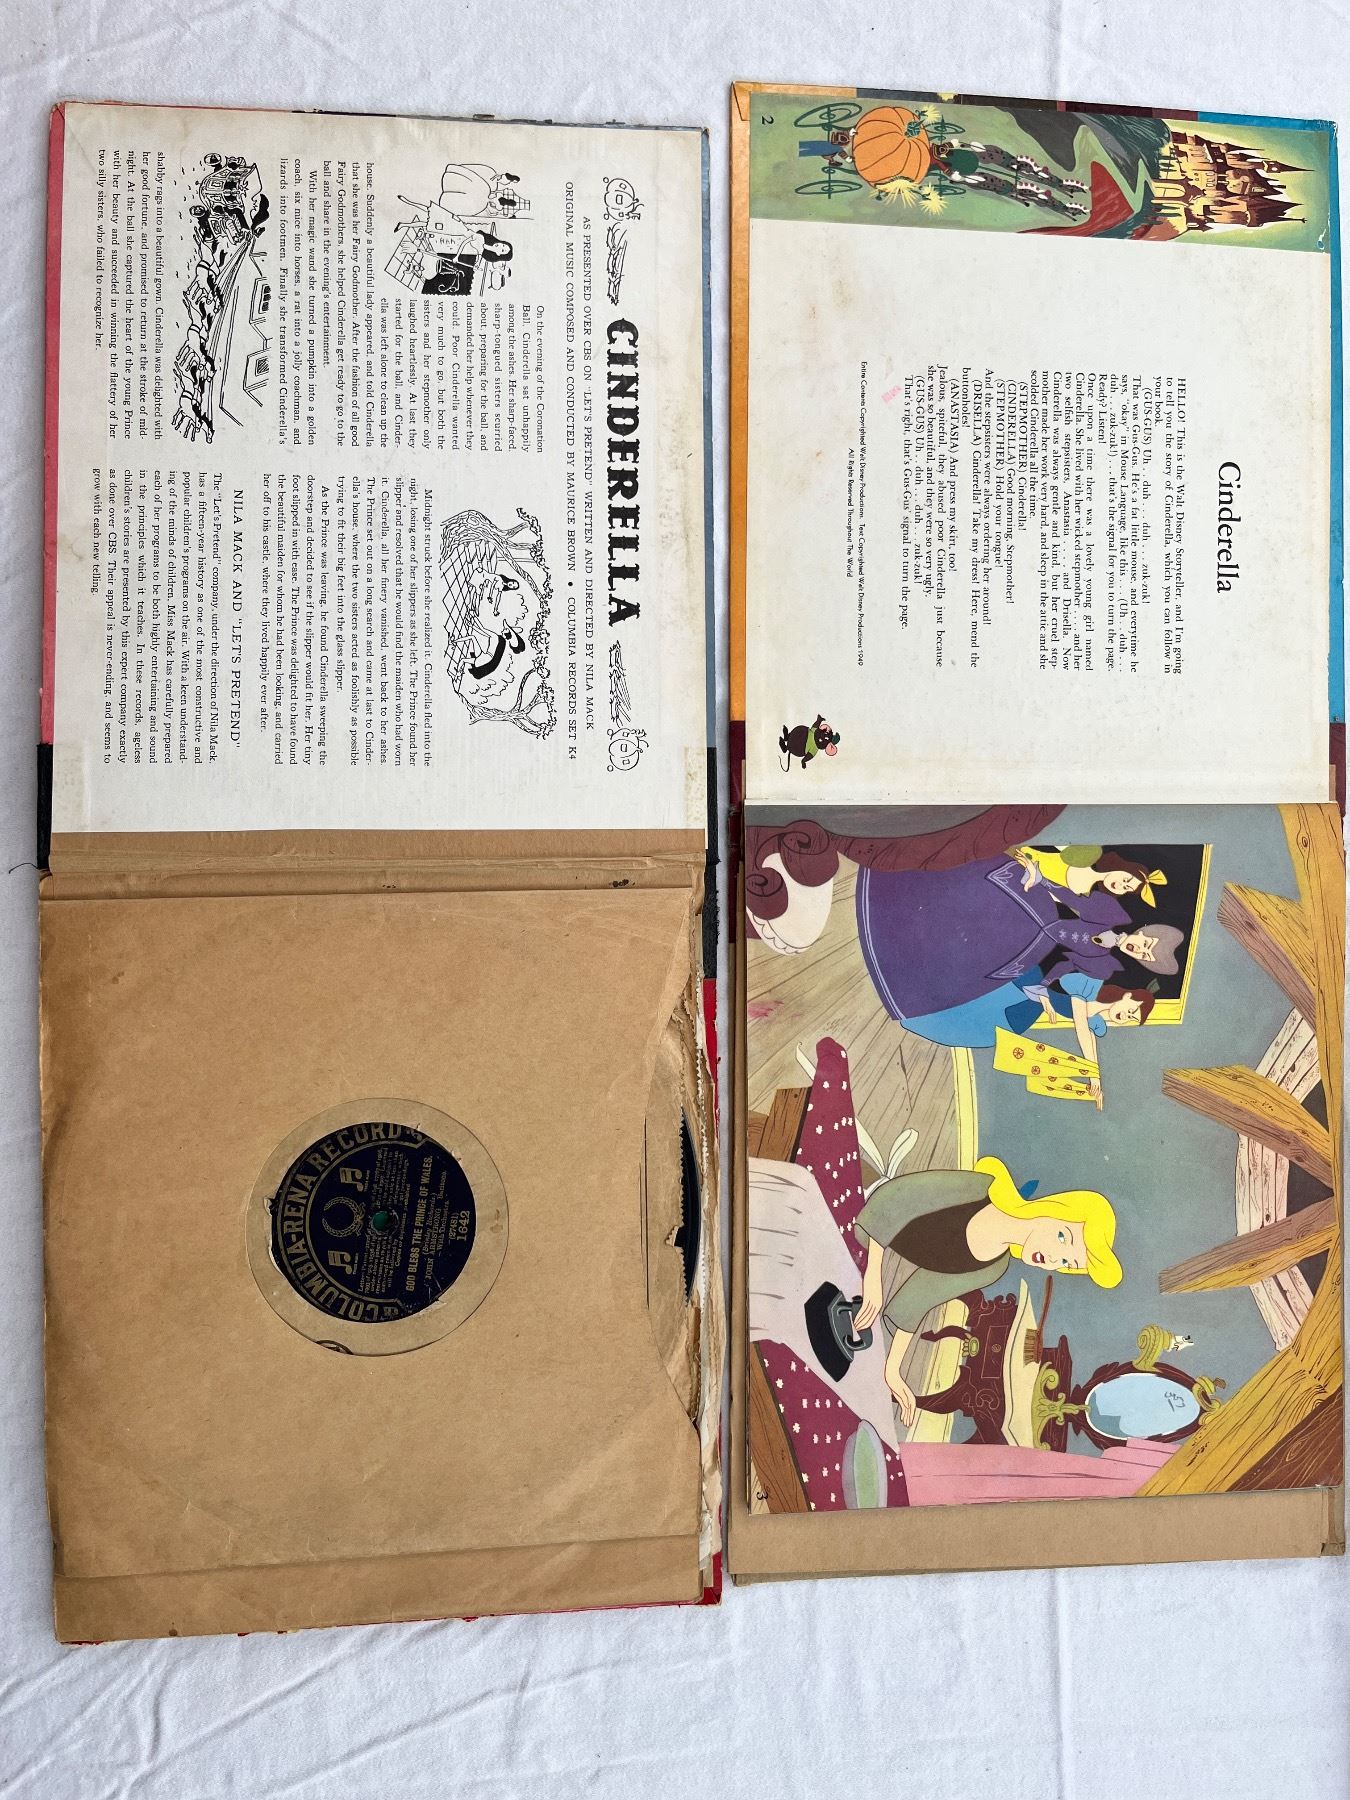 CINDERELLA
AS PRESENTED OVER CBS ON "LET'S PRETEND" WRITTEN AND DIRECTED BY NILA MACK
ORIGINAL MUSIC COMPOSED AND CONDUCTED BY MAURICE BROWN • COLUMBIA RECORDS SET K4
On the evening of the Coronation
Ball, Cinderella sat unhappily
among the ashes. Her sharp-faced,
sharp-tongued sisters scurried
about, preparing for the ball, and
demanded her help whenever they
could. Poor Cinderella wanted
very much to go, but both the
sisters and her stepmother only
laughed heartlessly. At last they
started for the ball, and Cinder-
ella was left alone to clean up the
house. Suddenly a beautiful lady appeared, and told Cinderella
that she was her Fairy Godmother. After the fashion of all good
Fairy Godmothers, she helped Cinderella get ready to go to the
ball and share in the evening's entertainment.
With her magic wand she turned a pumpkin into a golden
coach, six mice into horses, a rat into a jolly coachman, and
lizards into footmen. Finally she transformed Cinderella's
shabby rags into a beautiful gown. Cinderella was delighted with
her good fortune, and promised to return at the stroke of mid-
night. At the ball she captured the heart of the young Prince
with her beauty and succeeded in winning the flattery of her
two silly sisters, who failed to recognize her.
Midnight struck before she realized it. Cinderella fled into the
night, losing one of her slippers as she left. The Prince found her
slipper, and resolved that he would find the maiden who had worn
it. Cinderella, all her finery vanished, went back to her ashes.
The Prince set out on a long search and came at last to Cinder-
ella's house, where the two sisters acted as foolishly as possible
trying to fit their big feet into the glass slipper.
As the Prince was leaving, he found Cinderella sweeping the
doorstep and decided to see if the slipper would fit her. Her tiny
foot slipped in with ease. The Prince was delighted to have found
the beautiful maiden for whom he had been looking, and carried
her off to his castle, where they lived happily ever after.
NILA MACK AND "LET'S PRETEND"
The "Let's Pretend" company, under the direction of Nila Mack,
has a fifteen-year history as one of the most constructive and
popular children's programs on the air. With a keen understand-
ing of the minds of children, Miss Mack has carefully prepared
each of her programs to be both highly entertaining and sound
in the principles which it teaches. In these records, ageless
children's stories are presented by this expert company exactly
as done over CBS. Their appeal is never-ending and seems to
grow with each new telling.
COLUMBIA-RENA RECORD
GOD BLESS THE PRINCE OF WALES.
(Brinley Richards)
JOHN ARMSTRONG Baritone
With Orchestra
(27481)
1642
2
Cinderella
HELLO! This is the Walt Disney Storyteller, and I'm going
to tell you the story of Cinderella, which you can follow in
your book.
(GUS-GUS) Uh . . duh . . . duh . . . zuk-zuk!
That was Gus-Gus. He's a fat little mouse, and everytime he
says, "okay" in Mouse Language, like this . . . (Uh . . duh . . .
duh . . . zuk-zuk!) . . . that's the signal for you to turn the page.
Ready? Listen!
Once upon a time there was a lovely young girl named
Cinderella. She lived with her wicked stepmother . . . and her
two selfish stepsisters, Anastasia . . . and Drisella. Now
Cinderella was always gentle and kind, but her cruel step-
mother made her work very hard, and sleep in the attic and she
scolded Cinderella all the time.
(STEPMOTHER) Cinderella!
(CINDERELLA) Good morning, Stepmother!
(STEPMOTHER) Hold your tongue!
And the stepsisters were always ordering her around!
(DRISELLA) Cinderella! Take my dress! Here, mend the
buttonholes!
(ANASTASIA) And press my skirt, too!
Jealous, spiteful, they abused poor Cinderella just because
she was so beautiful, and they were so very ugly.
(GUS-GUS) Uh . . . duh . . . duh . . . zuk-zuk!
That's right, that's Gus-Gus' signal to turn the page.
Entire Contents Copyrighted Walt Disney Productions. Text Copyrighted Walt Disney Productions 1949
All Rights Reserved Throughout The World
3